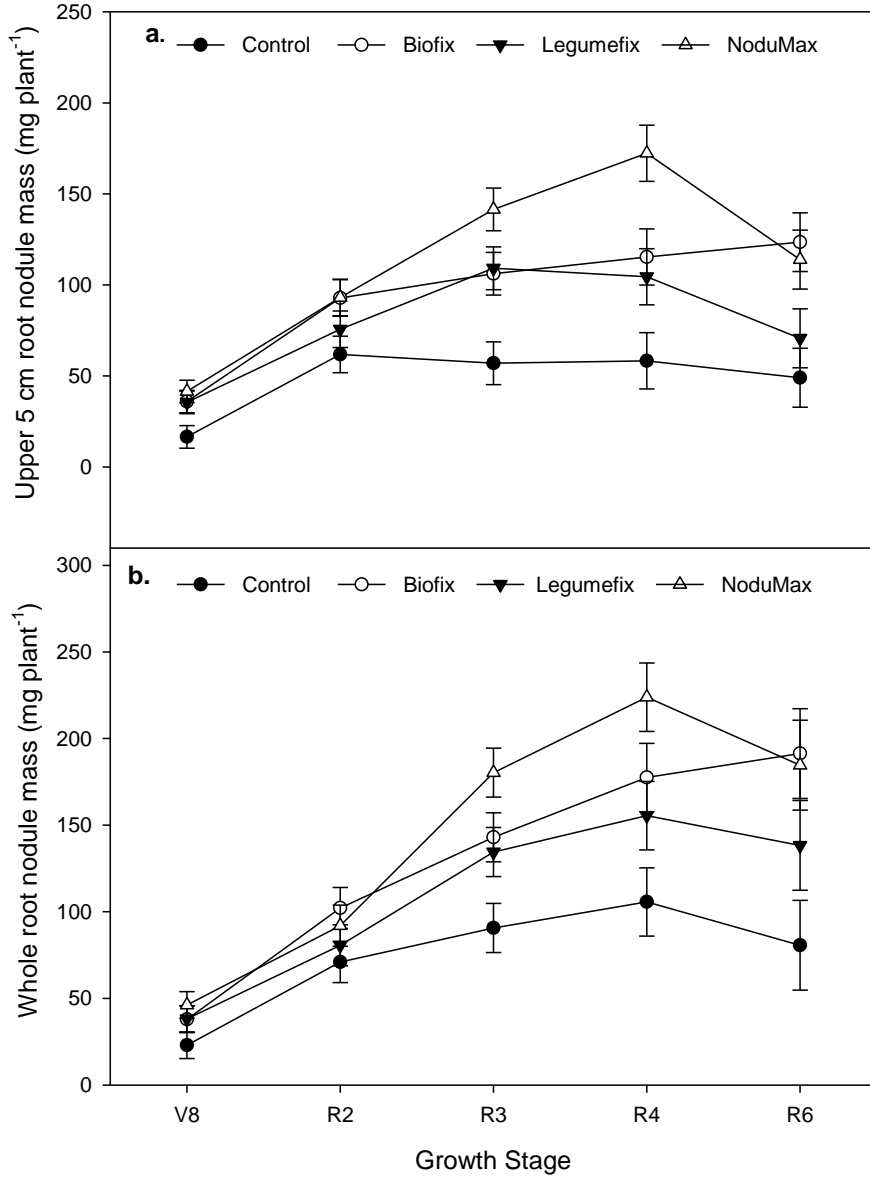 a.
Control Biofix Legumefix NoduMax
Upper 5 cm root nodule mass (mg plant⁻¹)
250
200
150
100
50
0
b.
Control Biofix Legumefix NoduMax
Whole root nodule mass (mg plant⁻¹)
300
250
200
150
100
50
0
V8 R2 R3 R4 R6
Growth Stage